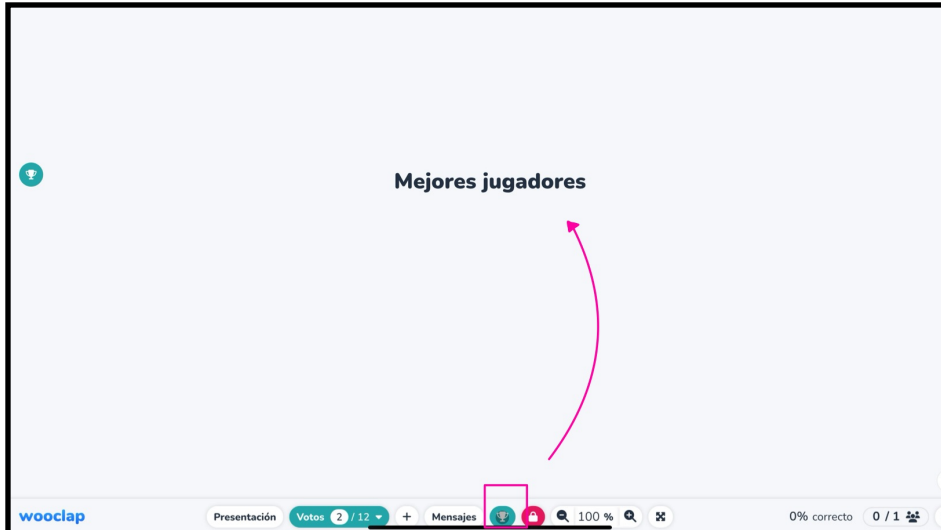 Mejores jugadores
wooclap
Presentación
Votos 2 / 12
+
Mensajes
100 %
0% correcto
0 / 1